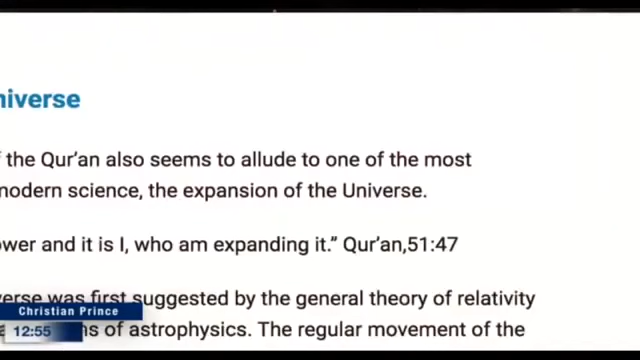 niverse
f the Qur’an also seems to allude to one of the most
modern science, the expansion of the Universe.
ower and it is I, who am expanding it.” Qur’an,51:47
verse was first suggested by the general theory of relativity
Christian Prince
12:55
ns of astrophysics. The regular movement of the